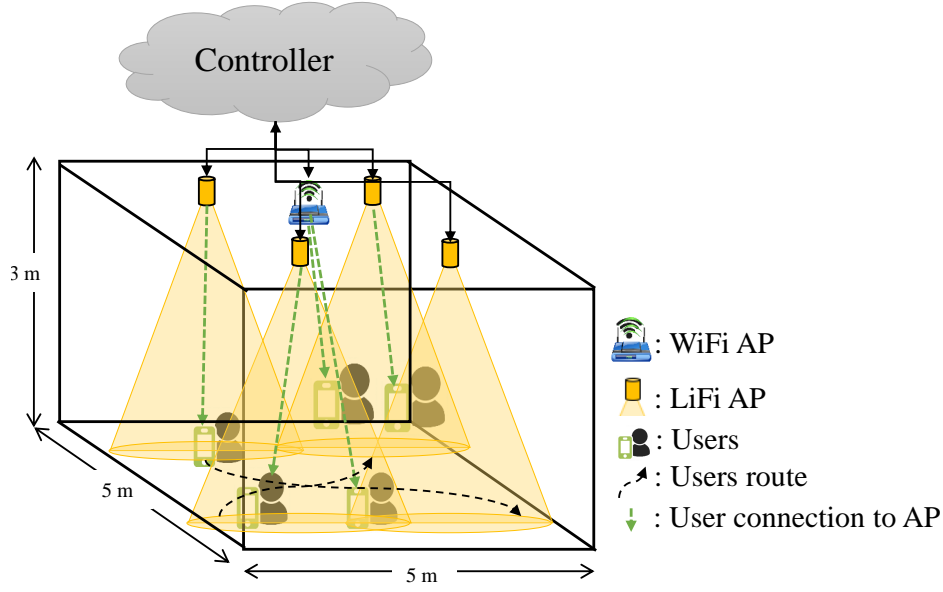 Controller
3 m
5 m
5 m
: WiFi AP
: LiFi AP
: Users
: Users route
: User connection to AP